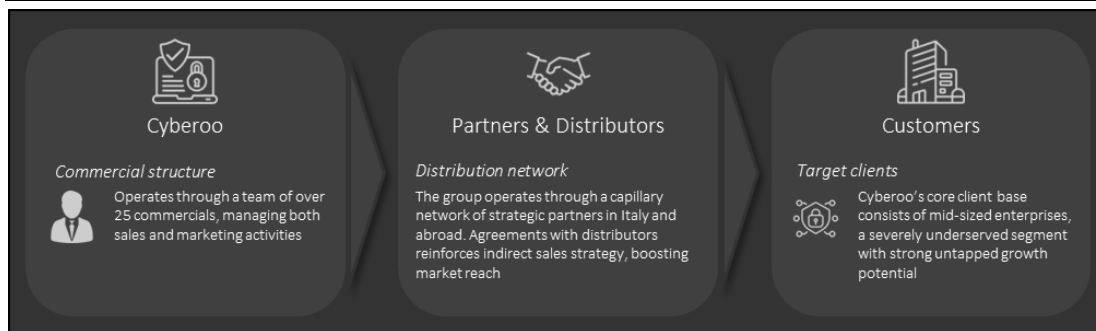 Cyberoo
Commercial structure
Operates through a team of over
25 commercials, managing both
sales and marketing activities
Partners & Distributors
Distribution network
The group operates through a capillary
network of strategic partners in Italy and
abroad. Agreements with distributors
reinforces indirect sales strategy, boosting
market reach
Customers
Target clients
Cyberoo's core client base
consists of mid-sized enterprises,
a severely underserved segment
with strong untapped growth
potential